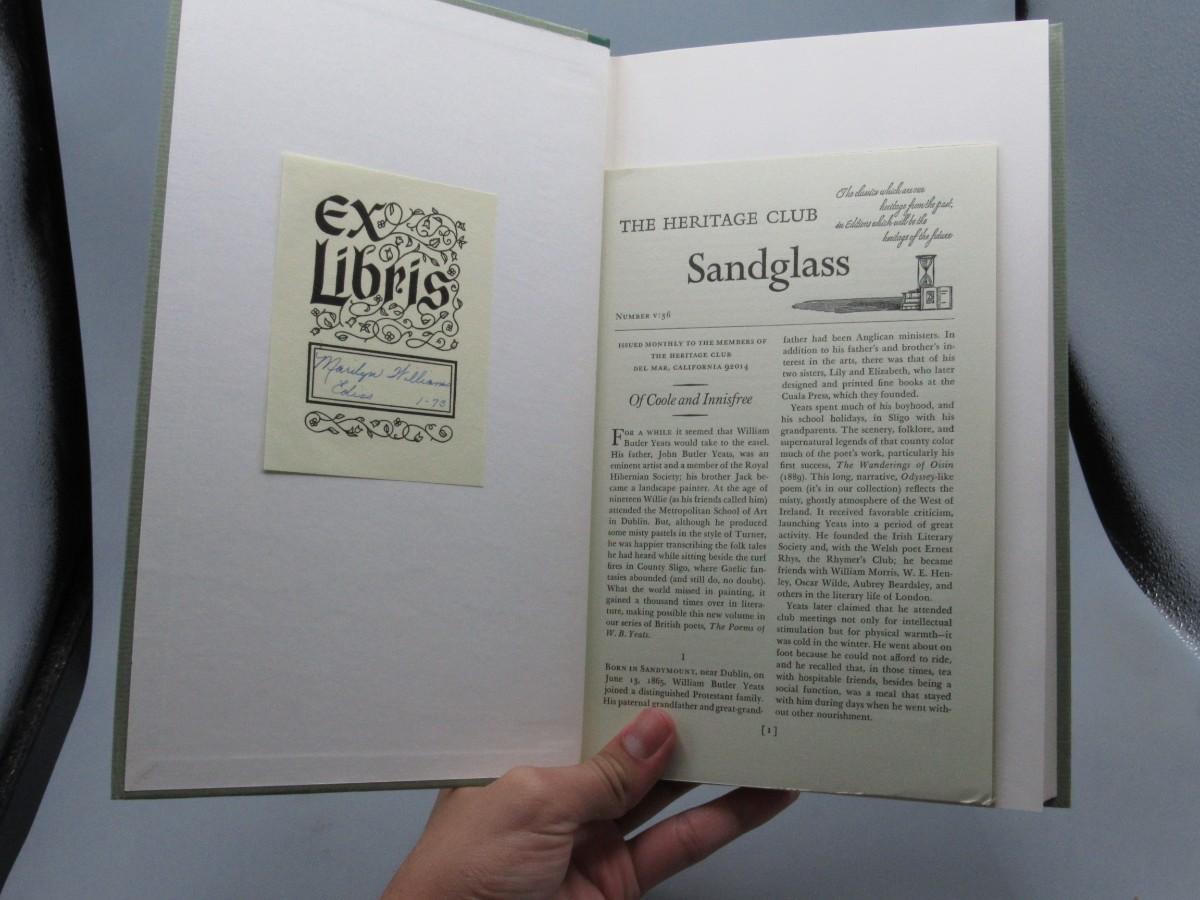 Ex
Libris
Marilyn Williams
1-73
THE HERITAGE CLUB
The classics which are our
heritage from the past,
in Editions which will be the
heritage of the future
Sandglass
NUMBER V:36
ISSUED MONTHLY TO THE MEMBERS OF
THE HERITAGE CLUB
DEL MAR, CALIFORNIA 92014
Of Coole and Innisfree
FOR A WHILE it seemed that William
Butler Yeats would take to the easel.
His father, John Butler Yeats, was an
eminent artist and a member of the Royal
Hibernian Society; his brother Jack be-
came a landscape painter. At the age of
nineteen Willie (as his friends called him)
attended the Metropolitan School of Art
in Dublin. But, although he produced
some misty pastels in the style of Turner,
he was happier transcribing the folk tales
he had heard while sitting beside the turf
fires in County Sligo, where Gaelic fan-
tasies abounded (and still do, no doubt).
What the world missed in painting, it
gained a thousand times over in litera-
ture, making possible this new volume in
our series of British poets, The Poems of
W. B. Yeats.
I
BORN IN SANDYMOUNT, near Dublin, on
June 13, 1865, William Butler Yeats
joined a distinguished Protestant family.
His paternal grandfather and great-grand-
father had been Anglican ministers. In
addition to his father's and brother's in-
terest in the arts, there was that of his
two sisters, Lily and Elizabeth, who later
designed and printed fine books at the
Cuala Press, which they founded.
Yeats spent much of his boyhood, and
his school holidays, in Sligo with his
grandparents. The scenery, folklore, and
supernatural legends of that county color
much of the poet's work, particularly his
first success, The Wanderings of Oisin
(1889). This long, narrative, Odyssey-like
poem (it's in our collection) reflects the
misty, ghostly atmosphere of the West of
Ireland. It received favorable criticism,
launching Yeats into a period of great
activity. He founded the Irish Literary
Society and, with the Welsh poet Ernest
Rhys, the Rhymer's Club; he became
friends with William Morris, W. E. Hen-
ley, Oscar Wilde, Aubrey Beardsley, and
others in the literary life of London.
Yeats later claimed that he attended
club meetings not only for intellectual
stimulation but for physical warmth—it
was cold in the winter. He went about on
foot because he could not afford to ride,
and he recalled that, in those times, tea
with hospitable friends, besides being a
social function, was a meal that stayed
with him during days when he went with-
out other nourishment.
[1]